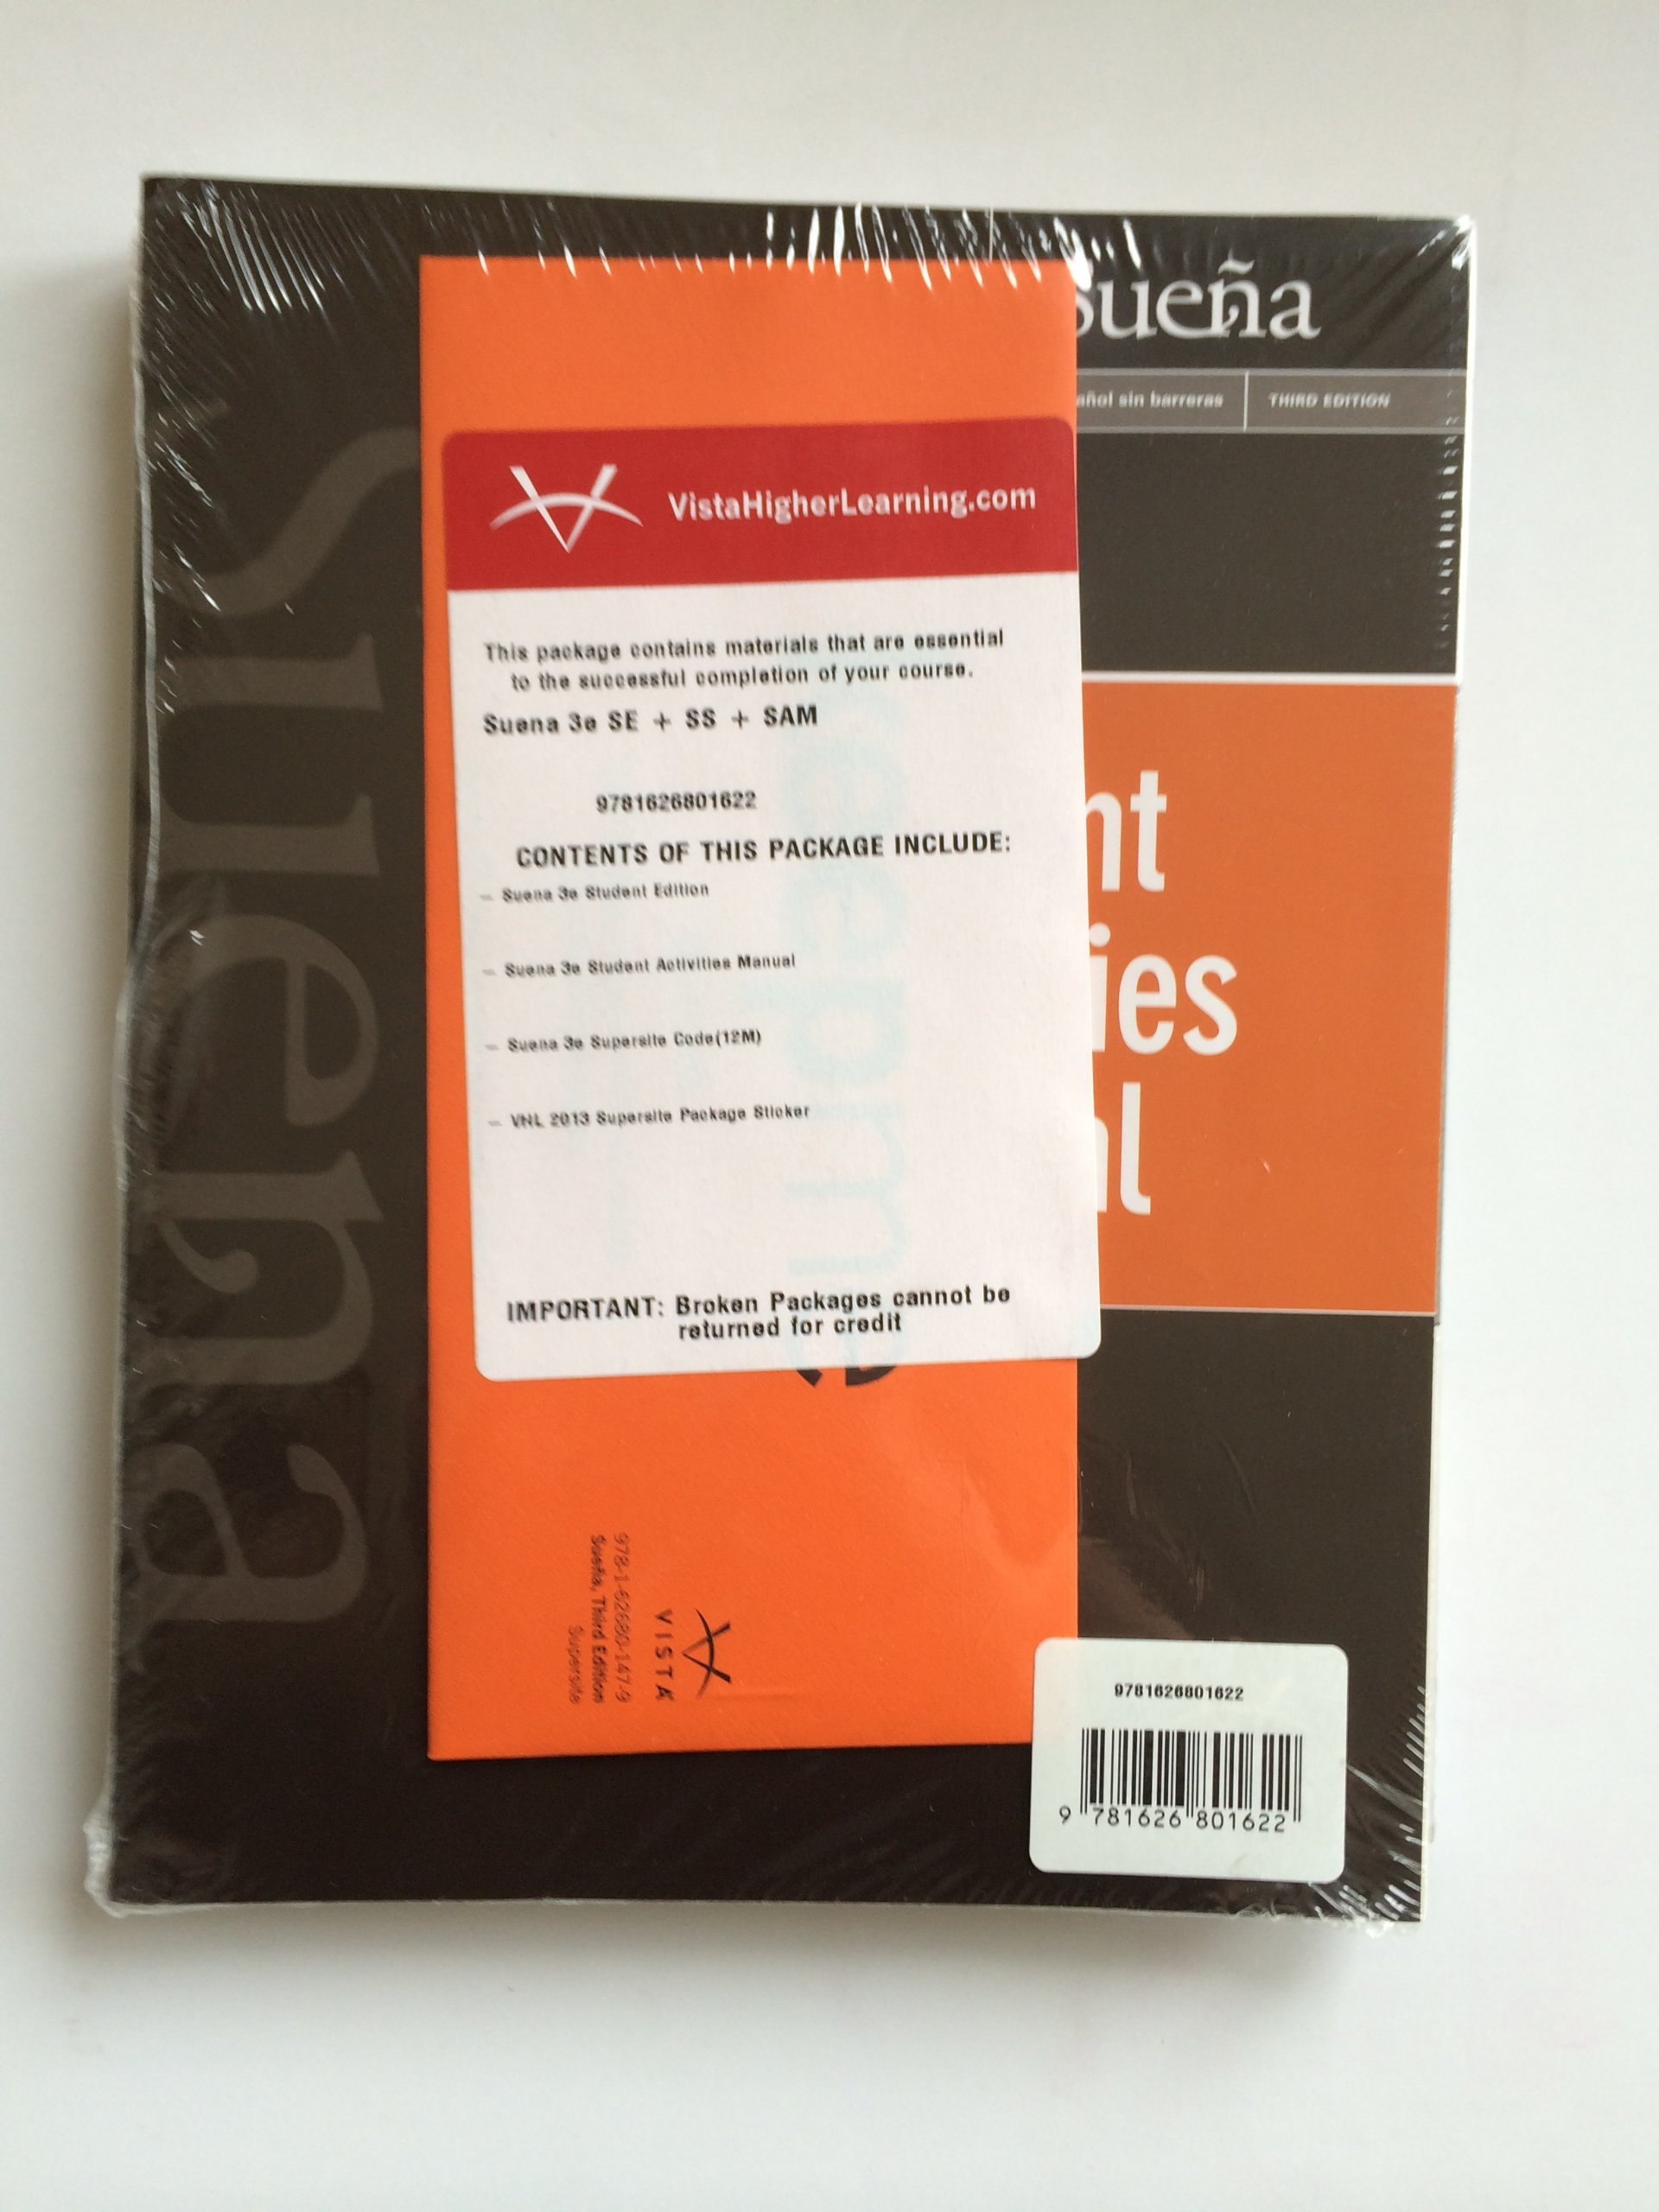 Sueña
añol sin barreras
THIRD EDITION
VistaHigherLearning.com
This package contains materials that are essential
to the successful completion of your course.
Suena 3e SE + SS + SAM
9781626801622
CONTENTS OF THIS PACKAGE INCLUDE:
— Suena 3e Student Edition
— Suena 3e Student Activities Manual
— Suena 3e Supersite Code(12M)
— VHL 2013 Supersite Package Sticker
IMPORTANT: Broken Packages cannot be
returned for credit
nt
ies
al
Sueña
VISTA
978-1-62680-147-9
Sueña, Third Edition
Supersite
9781626801622
9 781626 801622